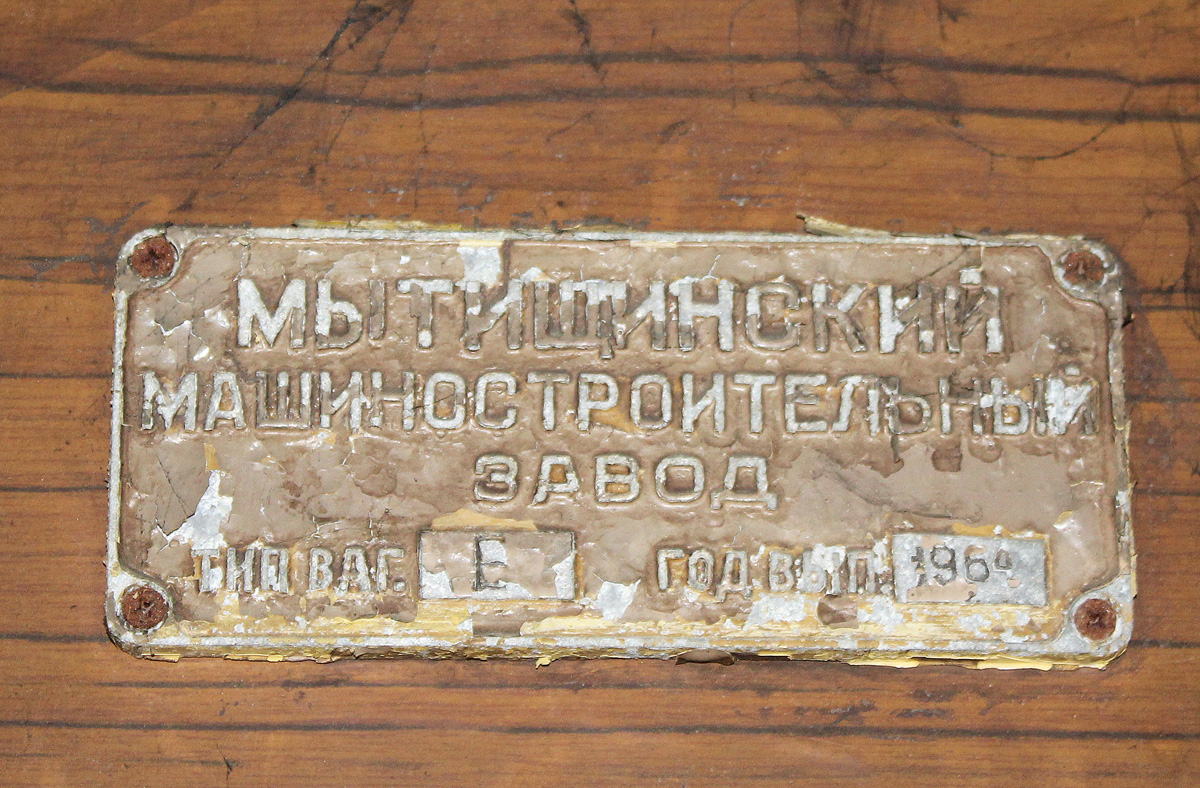 МЫТИЩИНСКИЙ
МАШИНОСТРОИТЕЛЬНЫЙ
ЗАВОД
ТИП ВАГ. Е ГОД ВЫП. 1964